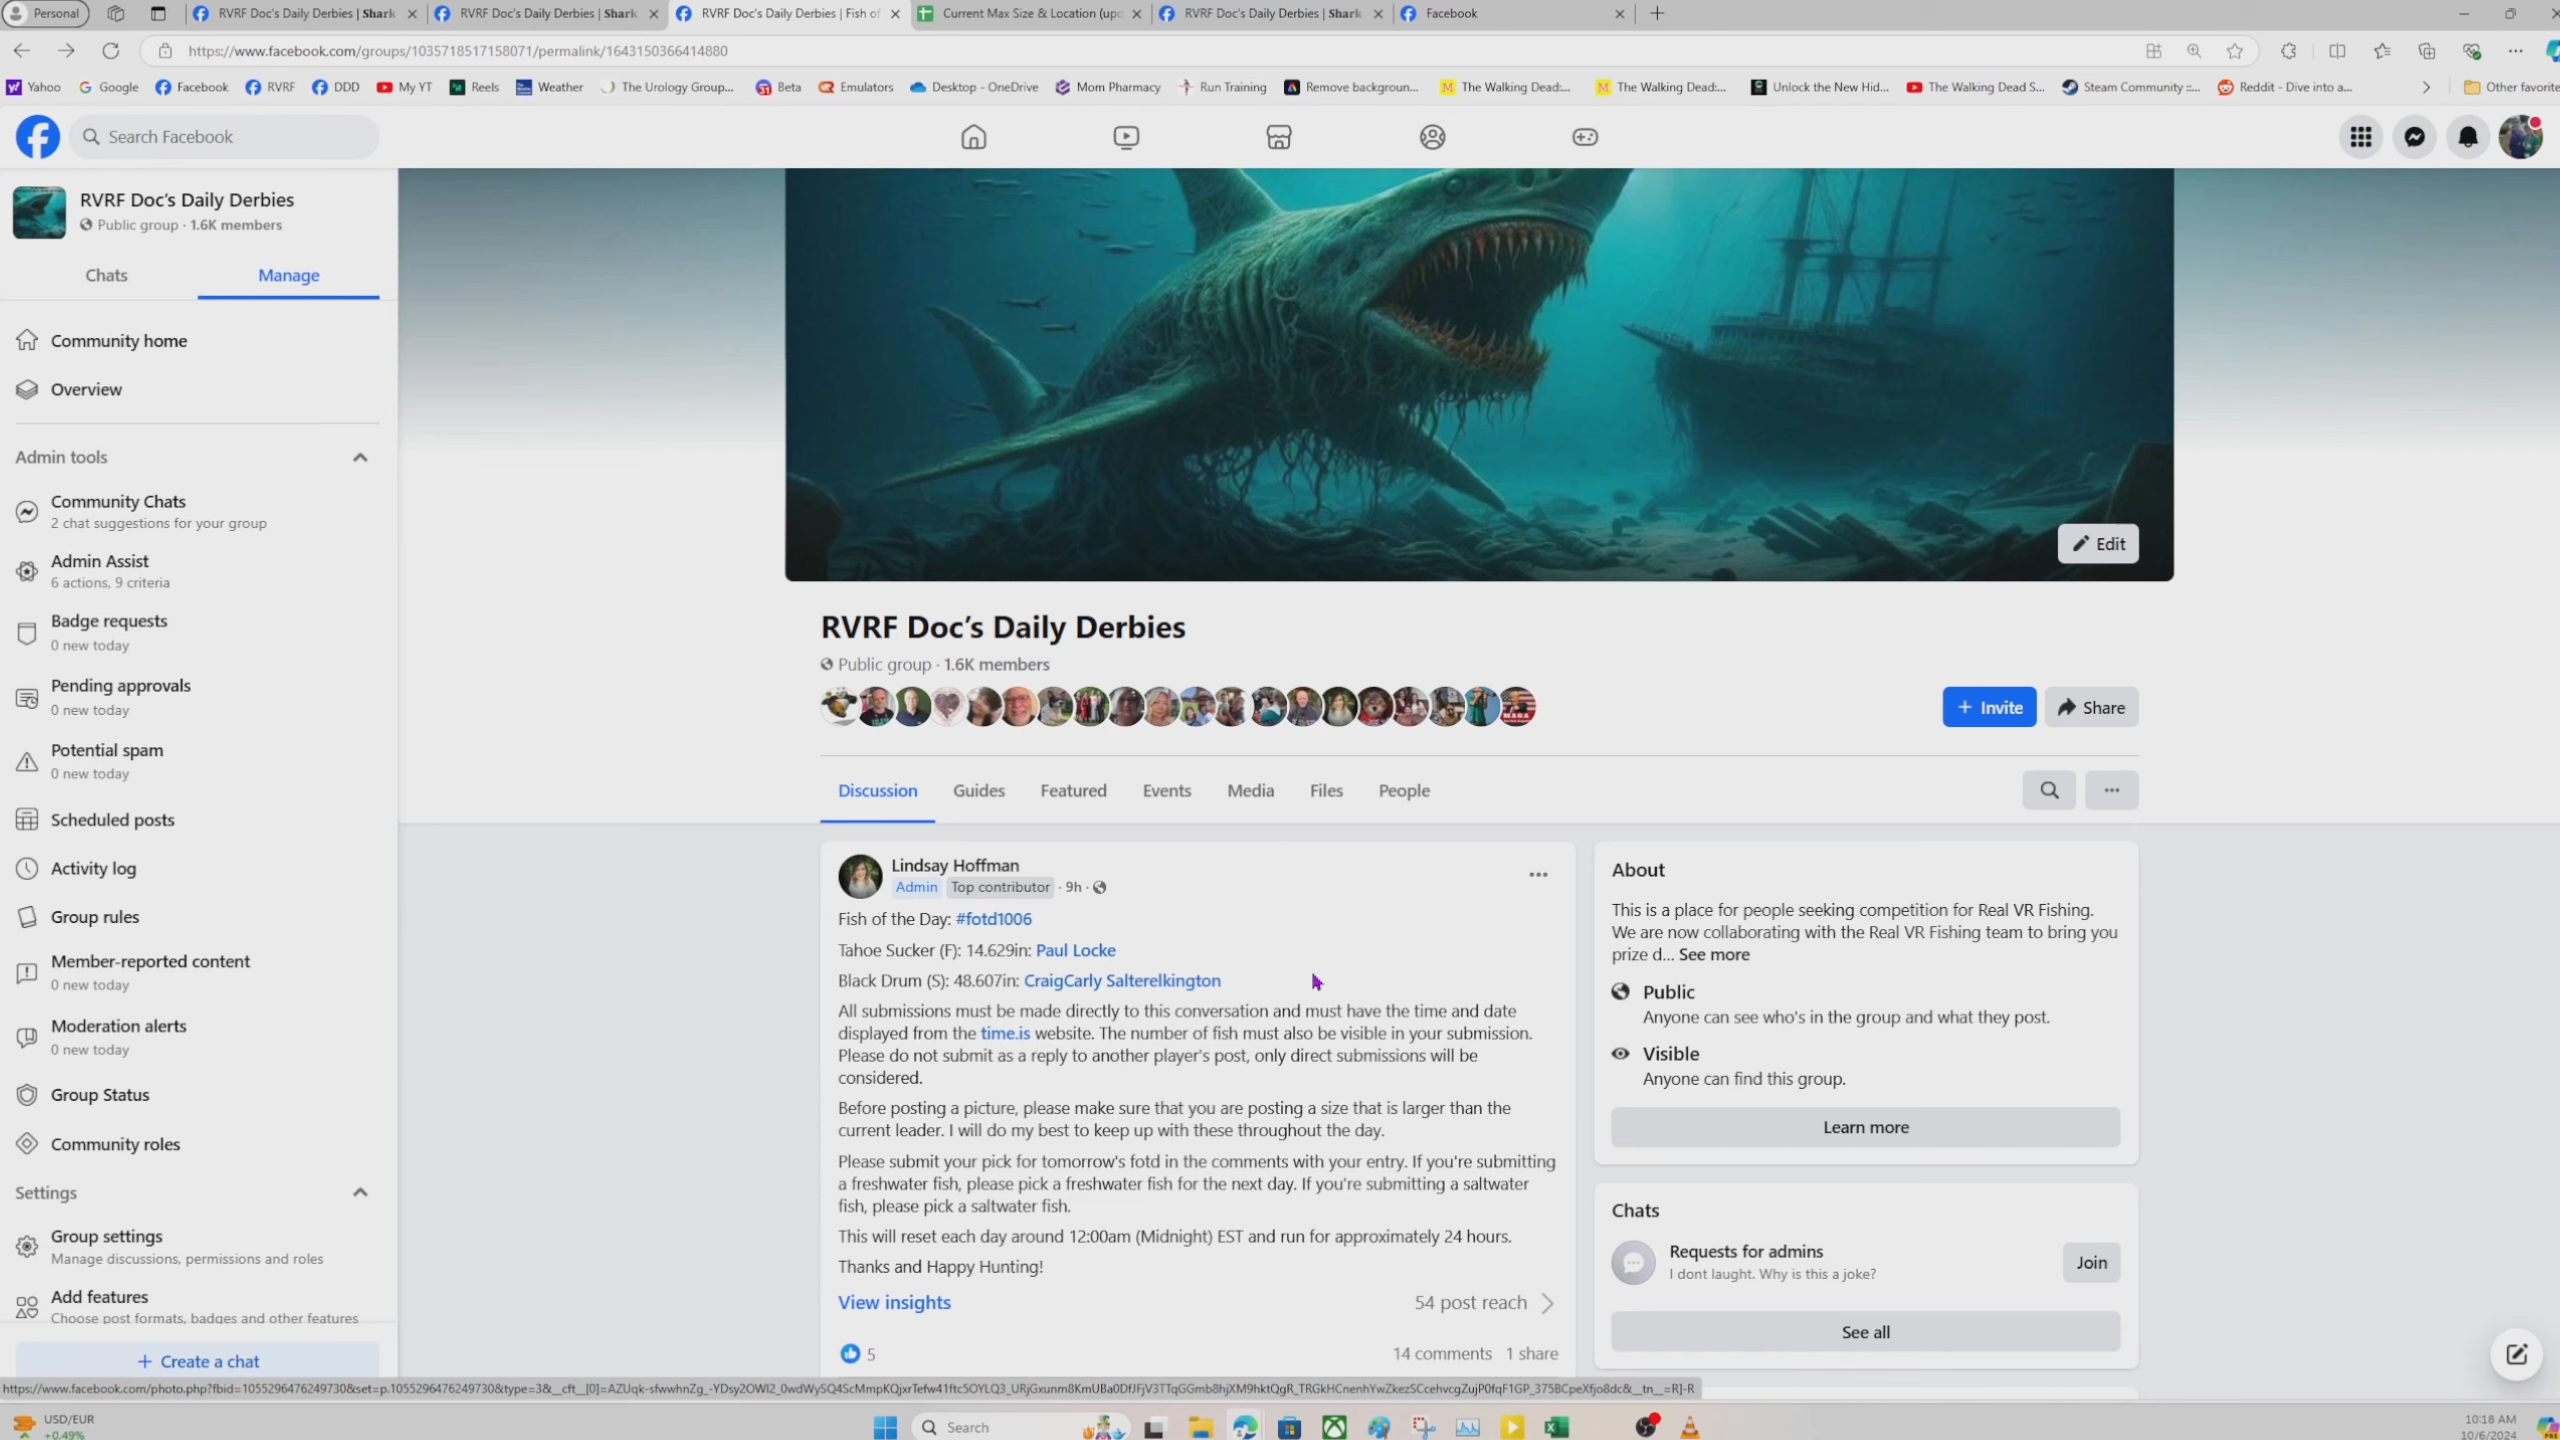 Personal
RVRF Doc's Daily Derbies | Shark
RVRF Doc's Daily Derbies | Shark
RVRF Doc's Daily Derbies | Fish of
Current Max Size & Location (upc
RVRF Doc's Daily Derbies | Shark
Facebook
https://www.facebook.com/groups/1035718517158071/permalink/1643150366414880
Yahoo
Google
Facebook
RVRF
DDD
My YT
Reels
Weather
The Urology Group...
Beta
Emulators
Desktop - OneDrive
Mom Pharmacy
Run Training
Remove backgroun...
The Walking Dead:...
The Walking Dead:...
Unlock the New Hid...
The Walking Dead S...
Steam Community ::...
Reddit - Dive into a...
Other favorite
Search Facebook
RVRF Doc's Daily Derbies
Public group · 1.6K members
Chats
Manage
Community home
Overview
Admin tools
Community Chats
2 chat suggestions for your group
Admin Assist
6 actions, 9 criteria
Badge requests
0 new today
Pending approvals
0 new today
Potential spam
0 new today
Scheduled posts
Activity log
Group rules
Member-reported content
0 new today
Moderation alerts
0 new today
Group Status
Community roles
Settings
Group settings
Manage discussions, permissions and roles
Add features
Choose post formats, badges and other features
+ Create a chat
Edit
RVRF Doc's Daily Derbies
Public group · 1.6K members
MAGA
+ Invite
Share
Discussion
Guides
Featured
Events
Media
Files
People
Lindsay Hoffman
Admin Top contributor · 9h ·
Fish of the Day: #fotd1006
Tahoe Sucker (F): 14.629in: Paul Locke
Black Drum (S): 48.607in: CraigCarly Salterelkington
All submissions must be made directly to this conversation and must have the time and date
displayed from the time.is website. The number of fish must also be visible in your submission.
Please do not submit as a reply to another player's post, only direct submissions will be
considered.
Before posting a picture, please make sure that you are posting a size that is larger than the
current leader. I will do my best to keep up with these throughout the day.
Please submit your pick for tomorrow's fotd in the comments with your entry. If you're submitting
a freshwater fish, please pick a freshwater fish for the next day. If you're submitting a saltwater
fish, please pick a saltwater fish.
This will reset each day around 12:00am (Midnight) EST and run for approximately 24 hours.
Thanks and Happy Hunting!
View insights
54 post reach
5
14 comments 1 share
About
This is a place for people seeking competition for Real VR Fishing.
We are now collaborating with the Real VR Fishing team to bring you
prize d... See more
Public
Anyone can see who's in the group and what they post.
Visible
Anyone can find this group.
Learn more
Chats
Requests for admins
I dont laught. Why is this a joke?
Join
See all
USD/EUR
+0.49%
Search
10:18 AM
10/6/2024